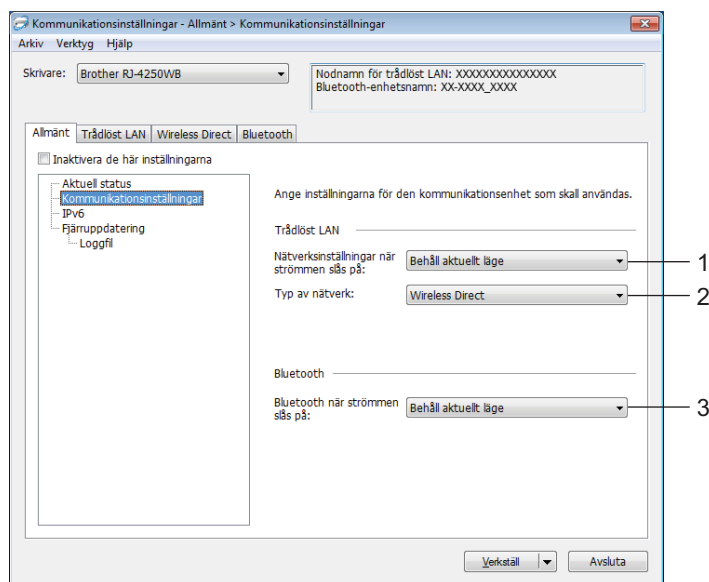 Kommunikationsinställningar - Allmänt > Kommunikationsinställningar
Arkiv Verktyg Hjälp
Skrivare: Brother RJ-4250WB
Nodnamn för trådlöst LAN: XXXXXXXXXXXXXXX
Bluetooth-enhetsnamn: XX-XXXX_XXXX
Allmänt Trådlöst LAN Wireless Direct Bluetooth
Inaktivera de här inställningarna
Aktuell status
Kommunikationsinställningar
IPv6
Fjärruppdatering
Loggfil
Ange inställningarna för den kommunikationsenhet som skall användas.
Trådlöst LAN
Nätverksinställningar när
strömmen slås på:
Behåll aktuellt läge
1
Typ av nätverk:
Wireless Direct
2
Bluetooth
Bluetooth när strömmen
slås på:
Behåll aktuellt läge
3
Verkställ
Avsluta